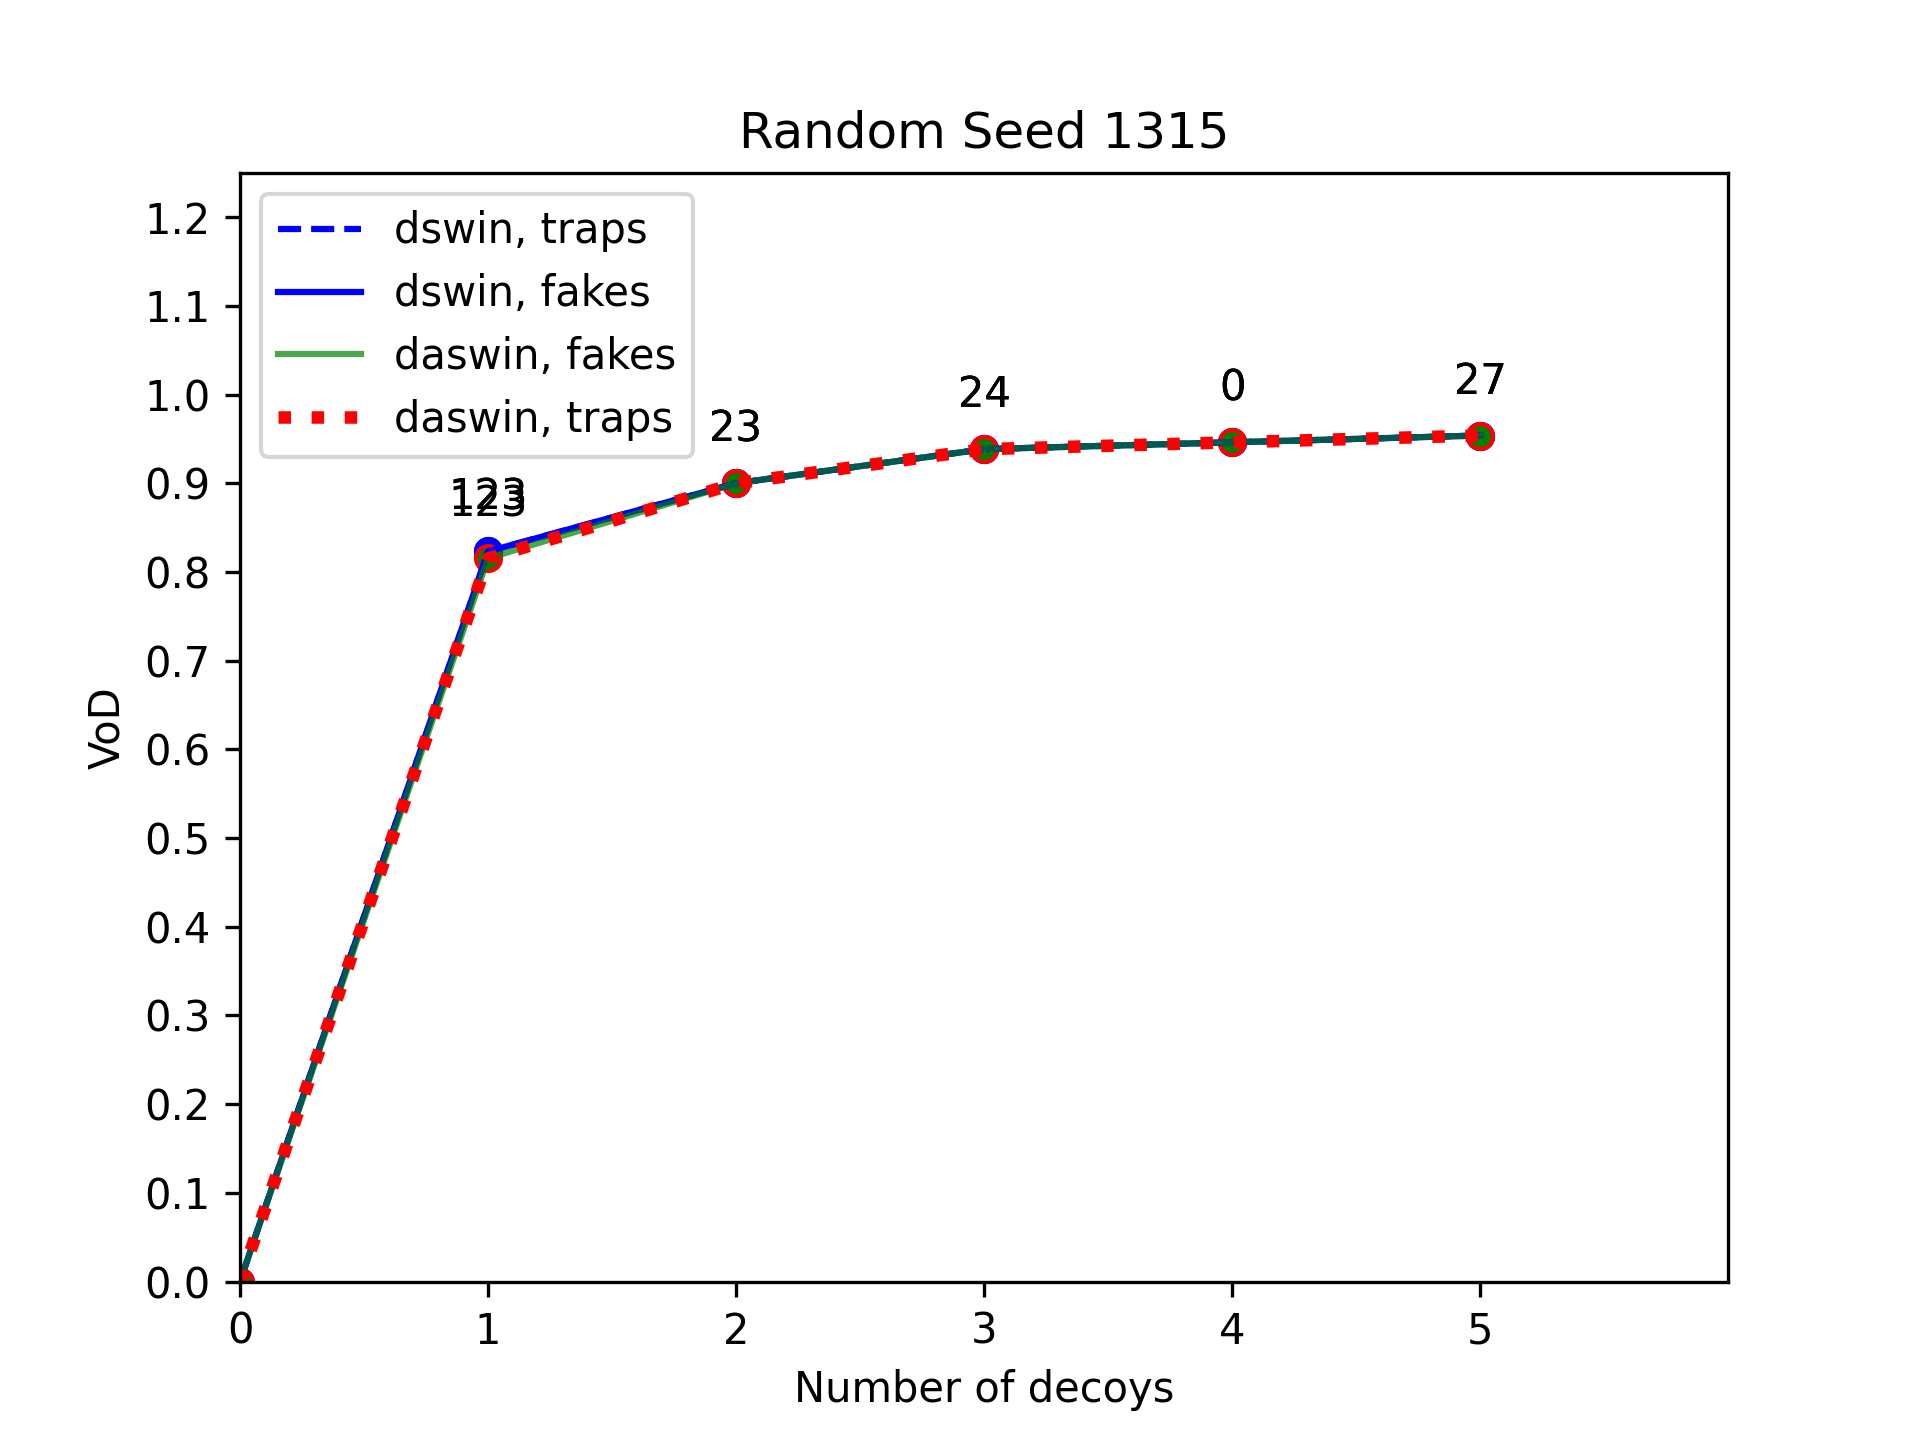 Random Seed 1315
1.2
1.1
1.0
0.9
0.8
0.7
0.6
0.5
0.4
0.3
0.2
0.1
0.0
VoD
dswin, traps
dswin, fakes
daswin, fakes
daswin, traps
123
123
23
24
0
27
0 1 2 3 4 5
Number of decoys